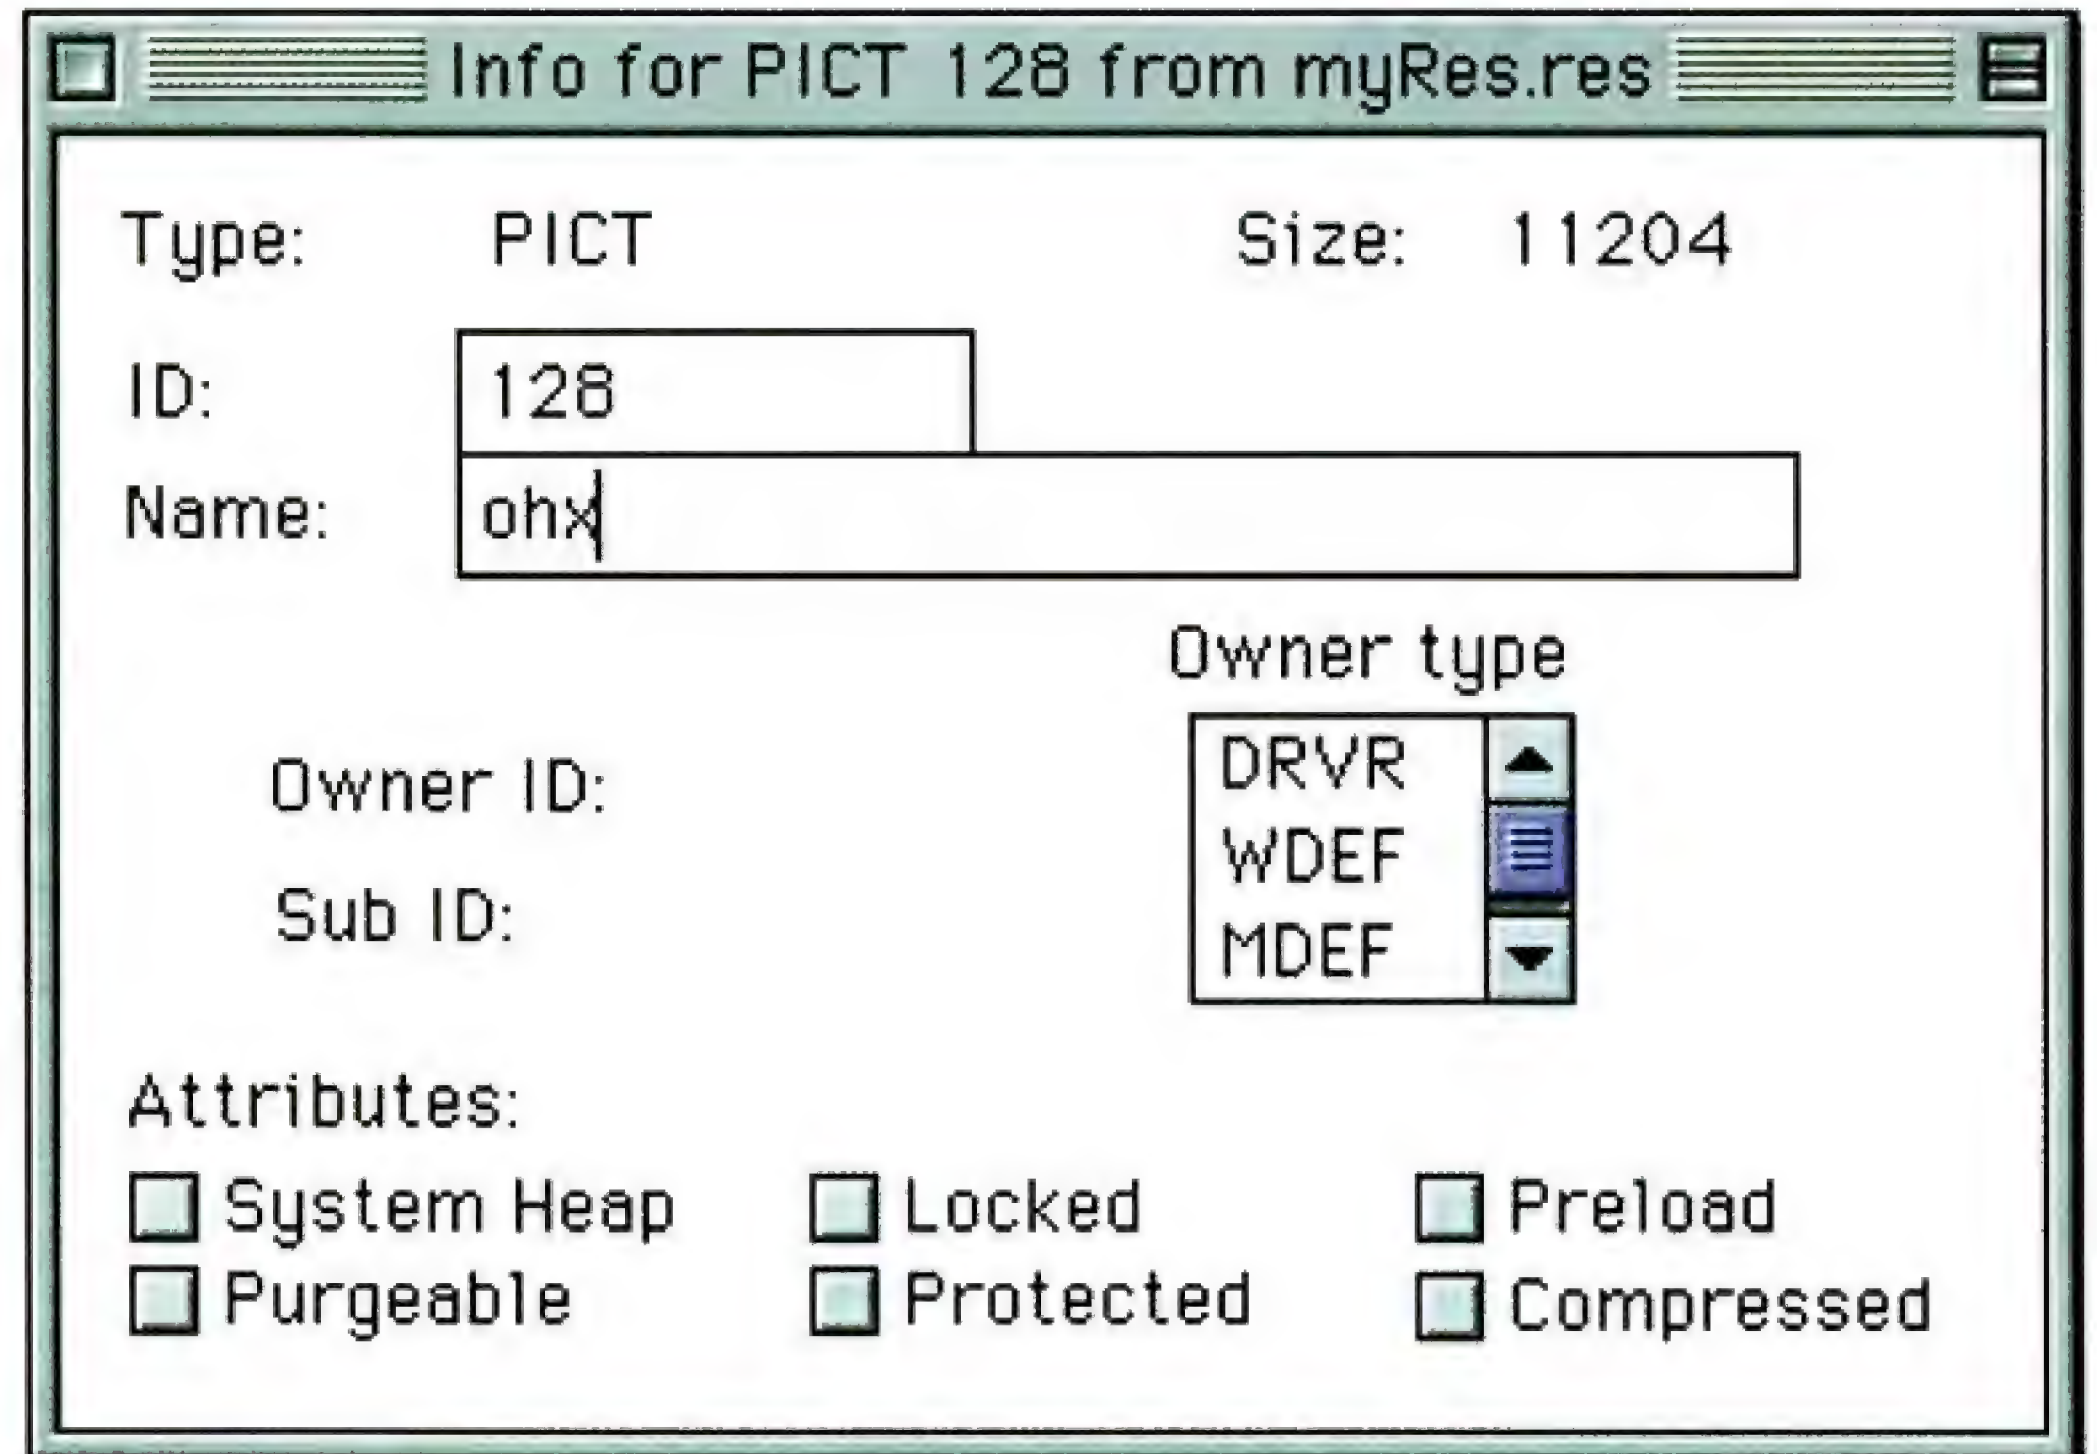 Info for PICT 128 from myRes.res
Type: PICT Size: 11204
ID: 128
Name: ohx
Owner type
DRVR
Owner ID:
WDEF
Sub ID:
MDEF
Attributes:
System Heap Locked Preload
Purgeable Protected Compressed